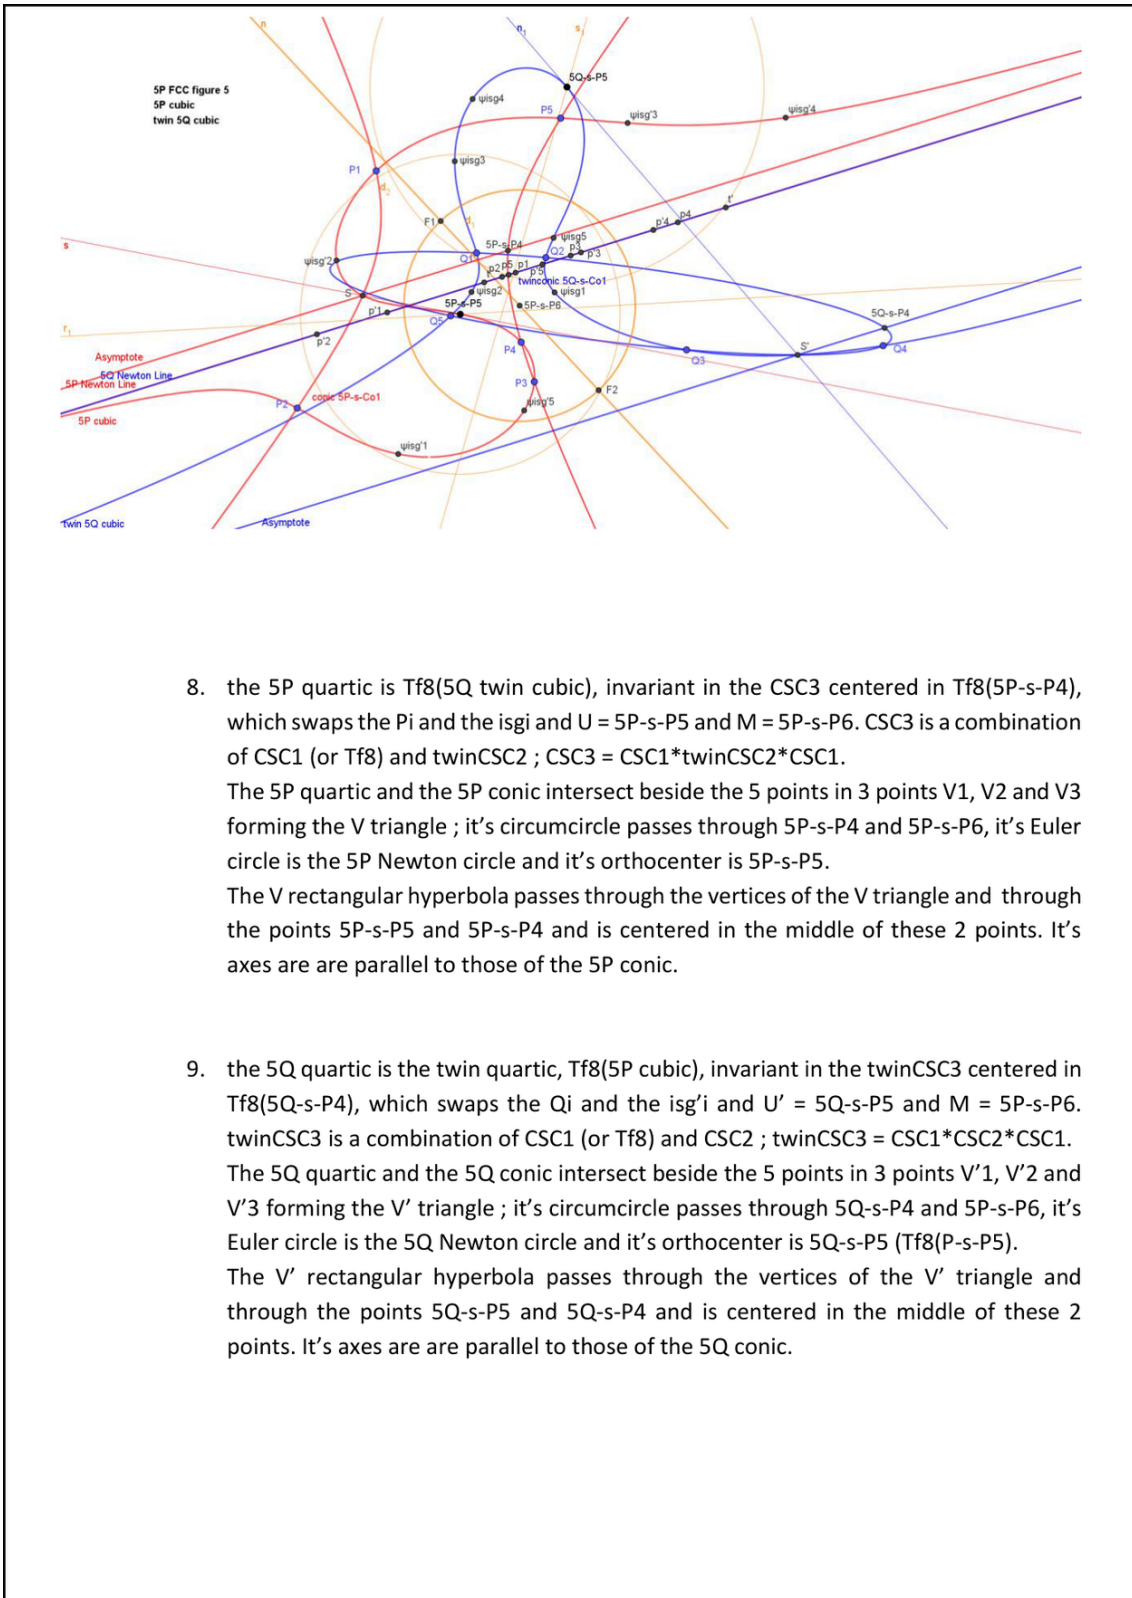 n
n1
s1
5P FCC figure 5
5P cubic
twin 5Q cubic
5Q-s-P5
ψisg4
P5
ψisg'3
ψisg'4
ψisg3
P1
d2
F1
d1
t'
p'4
p4
s
5P-s-P4
ψisg5
Q1
Q2
p3
p'3
ψisg'2
p2
p5
p1
p'5
twinconic 5Q-s-Co1
S
ψisg2
ψisg1
5P-s-P5
5P-s-P6
p'1
Q5
5Q-s-P4
r1
p'2
P4
S'
Q4
Q3
Asymptote
5Q Newton Line
5P Newton Line
P3
F2
conic 5P-s-Co1
P2
ψisg'5
5P cubic
ψisg'1
twin 5Q cubic
Asymptote
8. the 5P quartic is Tf8(5Q twin cubic), invariant in the CSC3 centered in Tf8(5P-s-P4),
which swaps the Pi and the isgi and U = 5P-s-P5 and M = 5P-s-P6. CSC3 is a combination
of CSC1 (or Tf8) and twinCSC2 ; CSC3 = CSC1*twinCSC2*CSC1.
The 5P quartic and the 5P conic intersect beside the 5 points in 3 points V1, V2 and V3
forming the V triangle ; it’s circumcircle passes through 5P-s-P4 and 5P-s-P6, it’s Euler
circle is the 5P Newton circle and it’s orthocenter is 5P-s-P5.
The V rectangular hyperbola passes through the vertices of the V triangle and through
the points 5P-s-P5 and 5P-s-P4 and is centered in the middle of these 2 points. It’s
axes are are parallel to those of the 5P conic.
9. the 5Q quartic is the twin quartic, Tf8(5P cubic), invariant in the twinCSC3 centered in
Tf8(5Q-s-P4), which swaps the Qi and the isg’i and U’ = 5Q-s-P5 and M = 5P-s-P6.
twinCSC3 is a combination of CSC1 (or Tf8) and CSC2 ; twinCSC3 = CSC1*CSC2*CSC1.
The 5Q quartic and the 5Q conic intersect beside the 5 points in 3 points V’1, V’2 and
V’3 forming the V’ triangle ; it’s circumcircle passes through 5Q-s-P4 and 5P-s-P6, it’s
Euler circle is the 5Q Newton circle and it’s orthocenter is 5Q-s-P5 (Tf8(P-s-P5).
The V’ rectangular hyperbola passes through the vertices of the V’ triangle and
through the points 5Q-s-P5 and 5Q-s-P4 and is centered in the middle of these 2
points. It’s axes are are parallel to those of the 5Q conic.